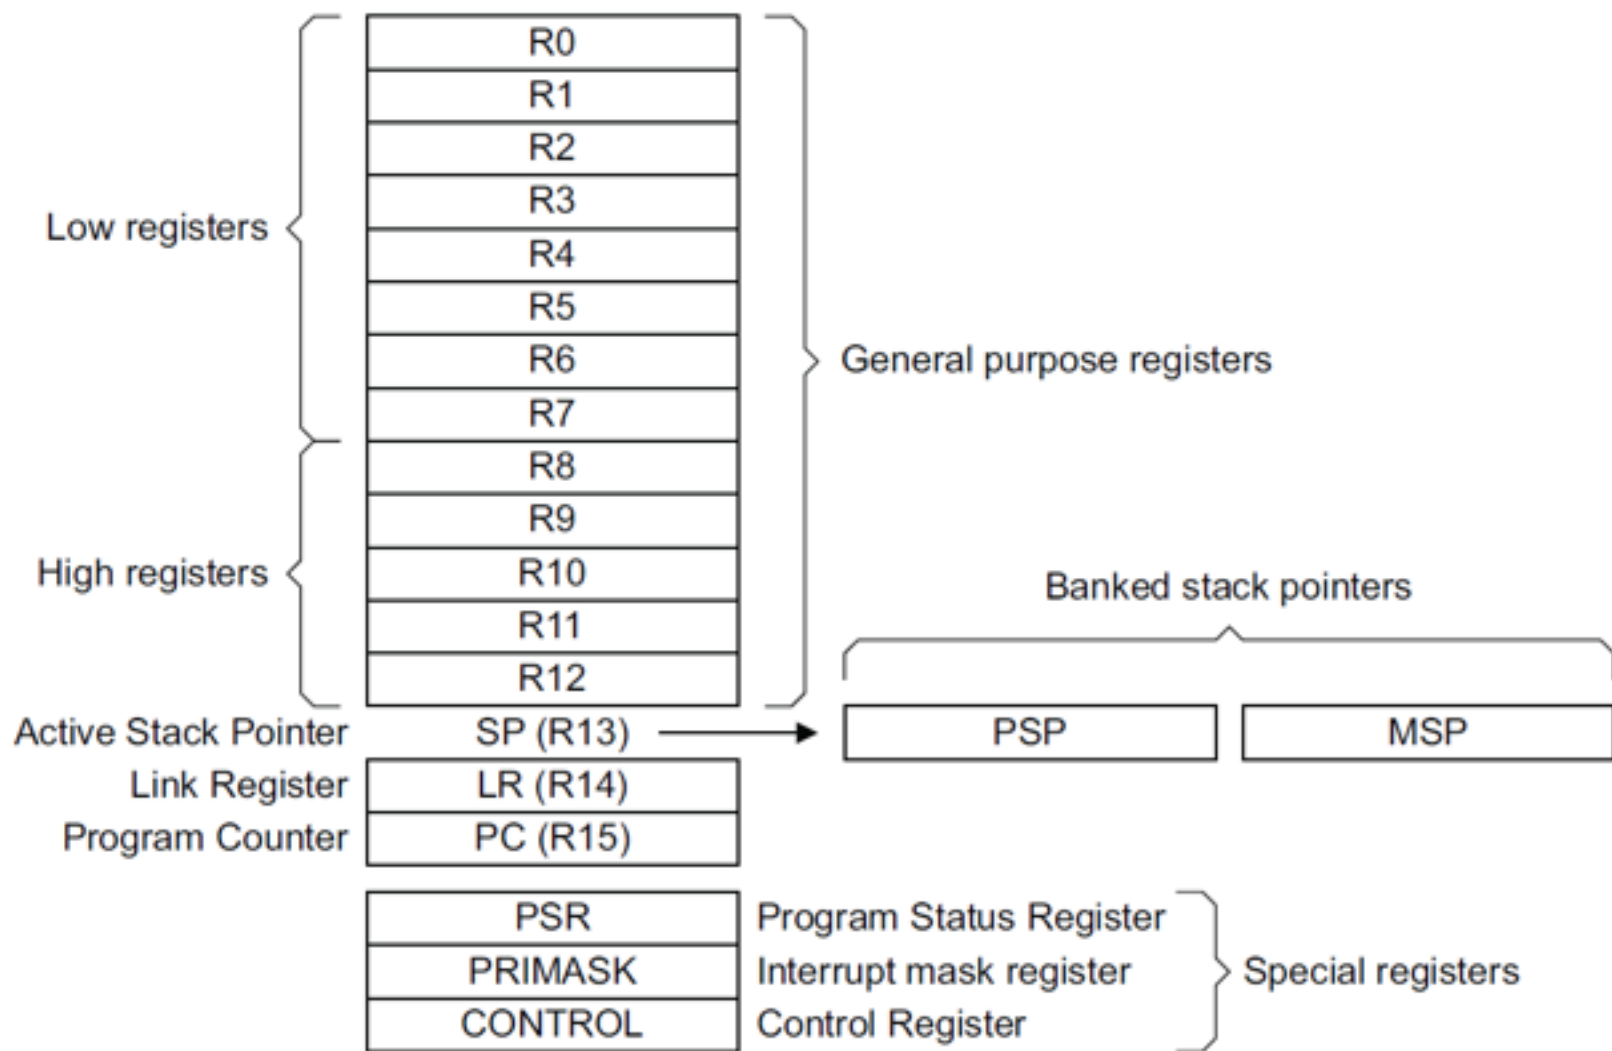 R0
R1
R2
R3
Low registers
R4
R5
R6
General purpose registers
R7
R8
R9
High registers
R10
Banked stack pointers
R11
R12
Active Stack Pointer SP (R13) PSP MSP
Link Register LR (R14)
Program Counter PC (R15)
PSR Program Status Register
PRIMASK Interrupt mask register Special registers
CONTROL Control Register